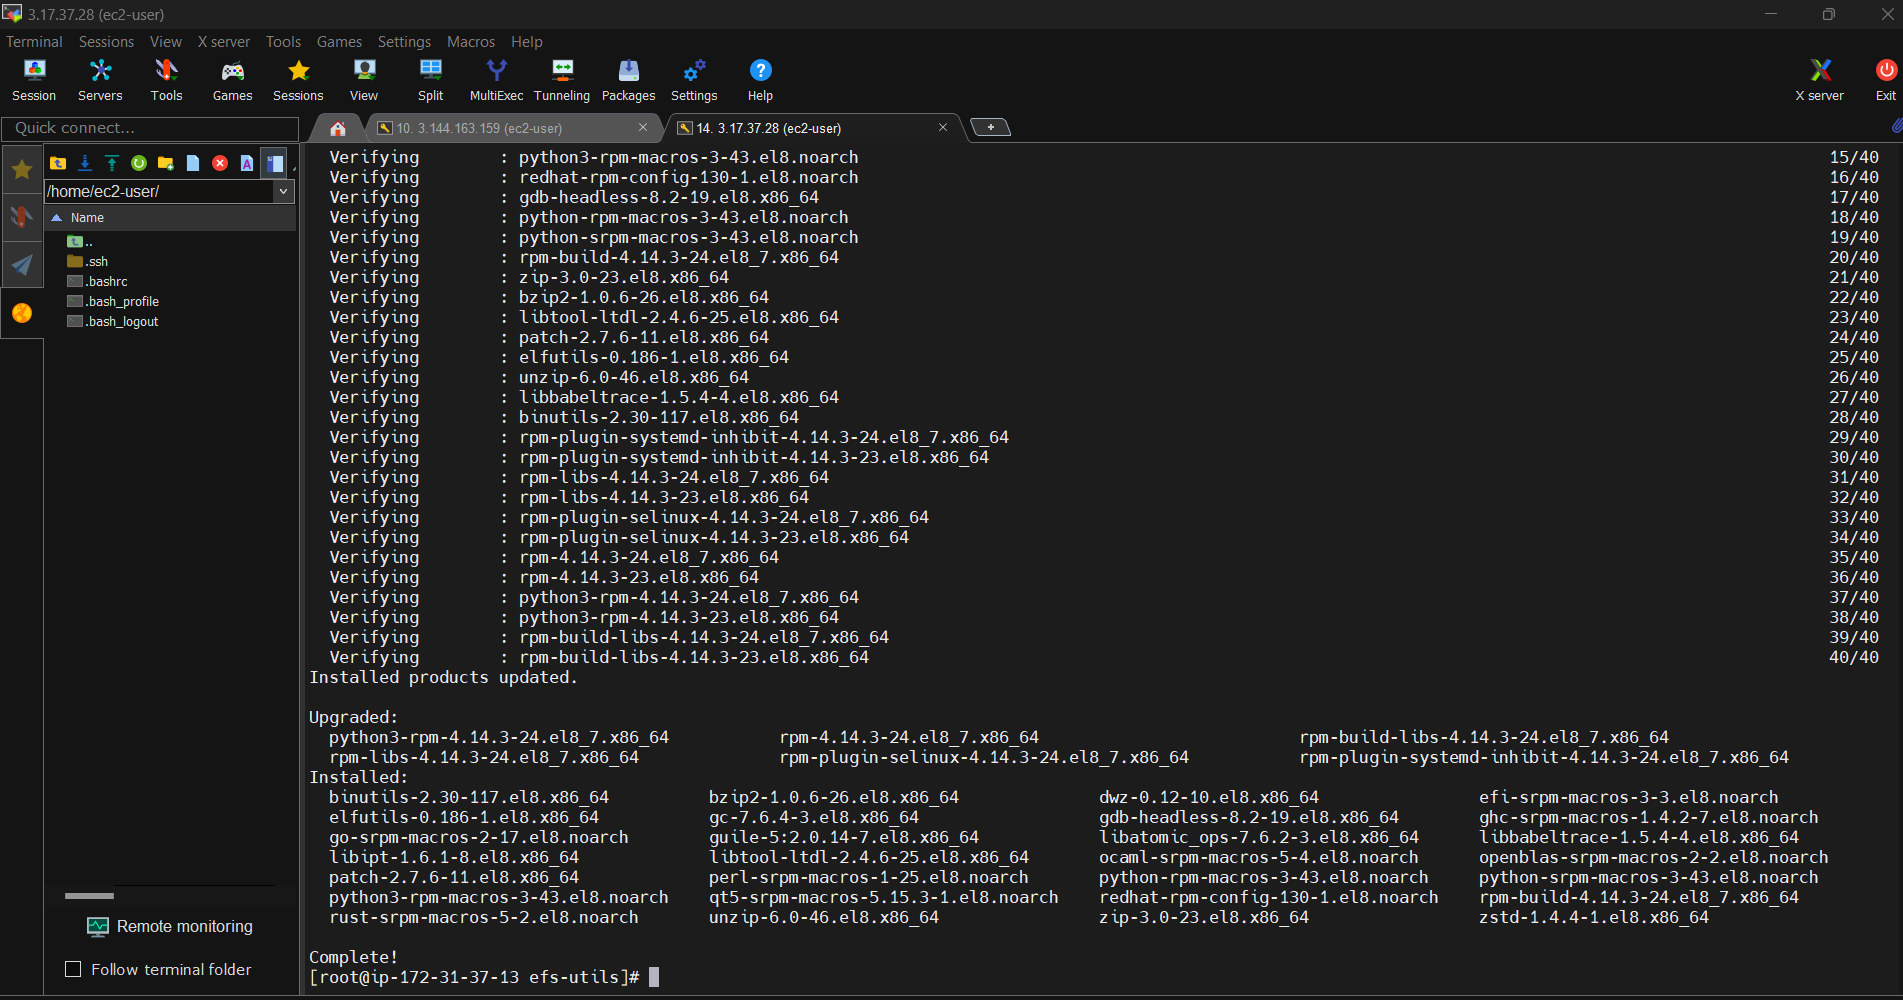 3.17.37.28 (ec2-user)
Terminal Sessions View X server Tools Games Settings Macros Help
Session Servers Tools Games Sessions View Split MultiExec Tunneling Packages Settings Help X server Exit
Quick connect...
10. 3.144.163.159 (ec2-user)
14. 3.17.37.28 (ec2-user)
/home/ec2-user/
Name
..
.ssh
.bashrc
.bash_profile
.bash_logout
Remote monitoring
Follow terminal folder
Verifying : python3-rpm-macros-3-43.el8.noarch 15/40
Verifying : redhat-rpm-config-130-1.el8.noarch 16/40
Verifying : gdb-headless-8.2-19.el8.x86_64 17/40
Verifying : python-rpm-macros-3-43.el8.noarch 18/40
Verifying : python-srpm-macros-3-43.el8.noarch 19/40
Verifying : rpm-build-4.14.3-24.el8_7.x86_64 20/40
Verifying : zip-3.0-23.el8.x86_64 21/40
Verifying : bzip2-1.0.6-26.el8.x86_64 22/40
Verifying : libtool-ltdl-2.4.6-25.el8.x86_64 23/40
Verifying : patch-2.7.6-11.el8.x86_64 24/40
Verifying : elfutils-0.186-1.el8.x86_64 25/40
Verifying : unzip-6.0-46.el8.x86_64 26/40
Verifying : libbabeltrace-1.5.4-4.el8.x86_64 27/40
Verifying : binutils-2.30-117.el8.x86_64 28/40
Verifying : rpm-plugin-systemd-inhibit-4.14.3-24.el8_7.x86_64 29/40
Verifying : rpm-plugin-systemd-inhibit-4.14.3-23.el8.x86_64 30/40
Verifying : rpm-libs-4.14.3-24.el8_7.x86_64 31/40
Verifying : rpm-libs-4.14.3-23.el8.x86_64 32/40
Verifying : rpm-plugin-selinux-4.14.3-24.el8_7.x86_64 33/40
Verifying : rpm-plugin-selinux-4.14.3-23.el8.x86_64 34/40
Verifying : rpm-4.14.3-24.el8_7.x86_64 35/40
Verifying : rpm-4.14.3-23.el8.x86_64 36/40
Verifying : python3-rpm-4.14.3-24.el8_7.x86_64 37/40
Verifying : python3-rpm-4.14.3-23.el8.x86_64 38/40
Verifying : rpm-build-libs-4.14.3-24.el8_7.x86_64 39/40
Verifying : rpm-build-libs-4.14.3-23.el8.x86_64 40/40
Installed products updated.
Upgraded:
python3-rpm-4.14.3-24.el8_7.x86_64 rpm-4.14.3-24.el8_7.x86_64 rpm-build-libs-4.14.3-24.el8_7.x86_64
rpm-libs-4.14.3-24.el8_7.x86_64 rpm-plugin-selinux-4.14.3-24.el8_7.x86_64 rpm-plugin-systemd-inhibit-4.14.3-24.el8_7.x86_64
Installed:
binutils-2.30-117.el8.x86_64 bzip2-1.0.6-26.el8.x86_64 dwz-0.12-10.el8.x86_64 efi-srpm-macros-3-3.el8.noarch
elfutils-0.186-1.el8.x86_64 gc-7.6.4-3.el8.x86_64 gdb-headless-8.2-19.el8.x86_64 ghc-srpm-macros-1.4.2-7.el8.noarch
go-srpm-macros-2-17.el8.noarch guile-5:2.0.14-7.el8.x86_64 libatomic_ops-7.6.2-3.el8.x86_64 libbabeltrace-1.5.4-4.el8.x86_64
libipt-1.6.1-8.el8.x86_64 libtool-ltdl-2.4.6-25.el8.x86_64 ocaml-srpm-macros-5-4.el8.noarch openblas-srpm-macros-2-2.el8.noarch
patch-2.7.6-11.el8.x86_64 perl-srpm-macros-1-25.el8.noarch python-rpm-macros-3-43.el8.noarch python-srpm-macros-3-43.el8.noarch
python3-rpm-macros-3-43.el8.noarch qt5-srpm-macros-5.15.3-1.el8.noarch redhat-rpm-config-130-1.el8.noarch rpm-build-4.14.3-24.el8_7.x86_64
rust-srpm-macros-5-2.el8.noarch unzip-6.0-46.el8.x86_64 zip-3.0-23.el8.x86_64 zstd-1.4.4-1.el8.x86_64
Complete!
[root@ip-172-31-37-13 efs-utils]#